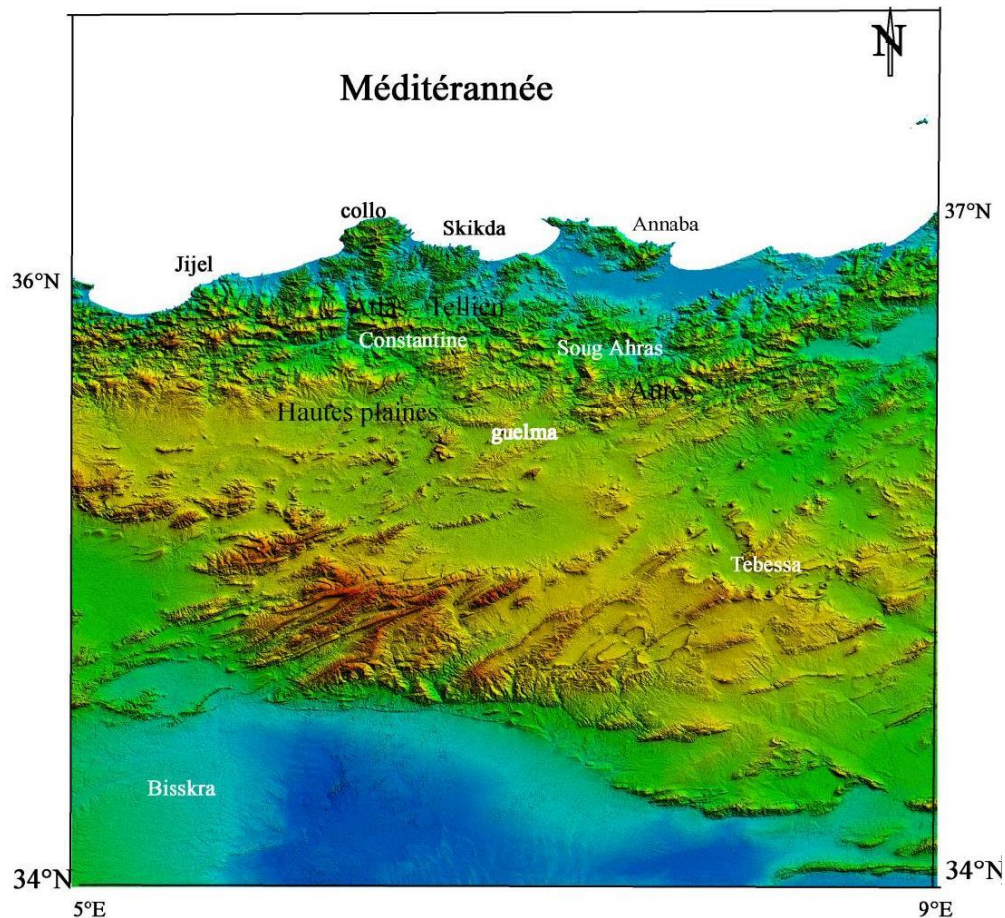 N
Méditérannée
37°N
collo
Skikda
Annaba
Jijel
36°N
Atlas Tellien
Constantine
Soug Ahras
Aures
Hautes plaines
guelma
Tebessa
Bisskra
34°N
34°N
5°E
9°E